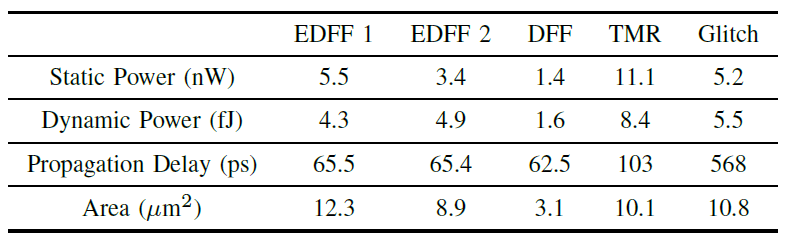 EDFF 1 EDFF 2 DFF TMR Glitch
Static Power (nW) 5.5 3.4 1.4 11.1 5.2
Dynamic Power (fJ) 4.3 4.9 1.6 8.4 5.5
Propagation Delay (ps) 65.5 65.4 62.5 103 568
Area (μm²) 12.3 8.9 3.1 10.1 10.8